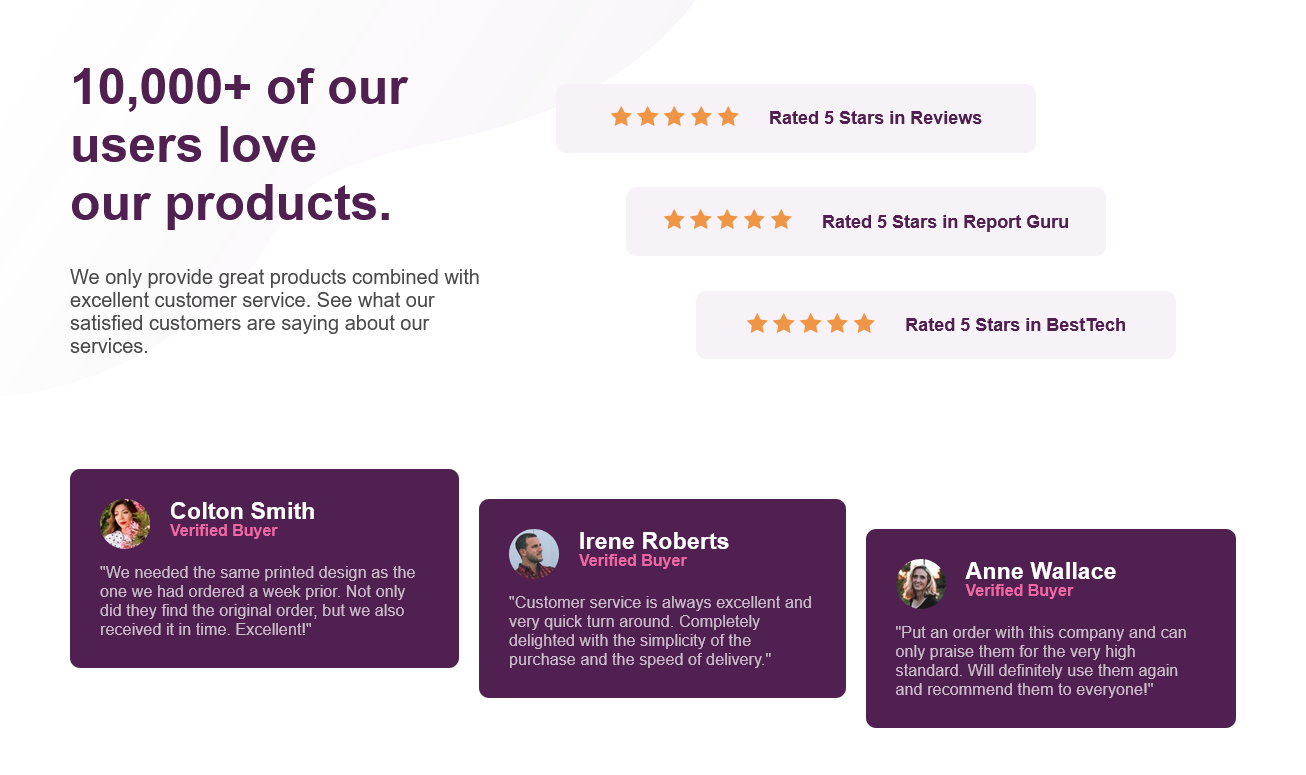 10,000+ of our
users love
our products.
We only provide great products combined with
excellent customer service. See what our
satisfied customers are saying about our
services.
Rated 5 Stars in Reviews
Rated 5 Stars in Report Guru
Rated 5 Stars in BestTech
Colton Smith
Verified Buyer
"We needed the same printed design as the
one we had ordered a week prior. Not only
did they find the original order, but we also
received it in time. Excellent!"
Irene Roberts
Verified Buyer
"Customer service is always excellent and
very quick turn around. Completely
delighted with the simplicity of the
purchase and the speed of delivery."
Anne Wallace
Verified Buyer
"Put an order with this company and can
only praise them for the very high
standard. Will definitely use them again
and recommend them to everyone!"